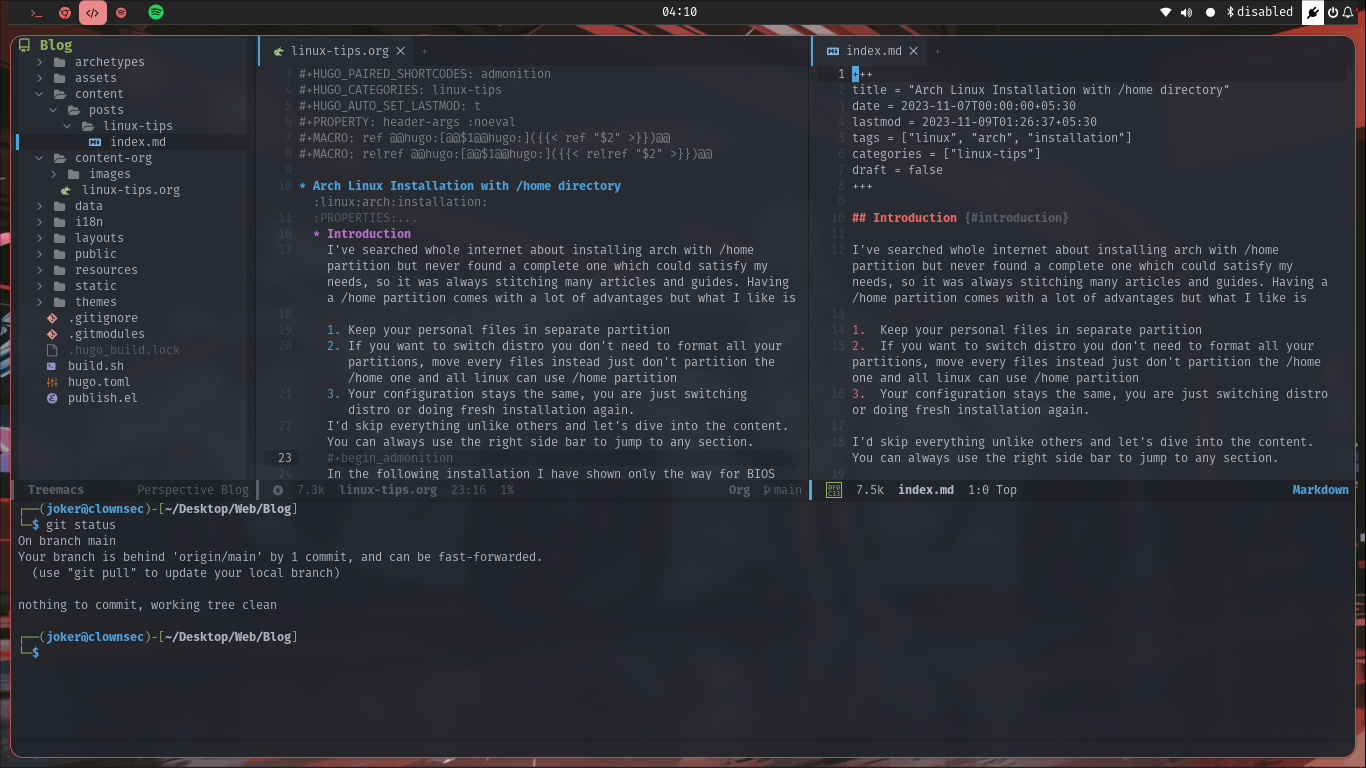 04:10
disabled
Blog
archetypes
assets
content
posts
linux-tips
index.md
content-org
images
linux-tips.org
data
i18n
layouts
public
resources
static
themes
.gitignore
.gitmodules
.hugo_build.lock
build.sh
hugo.toml
publish.el
Treemacs Perspective Blog
linux-tips.org
3 #+HUGO_PAIRED_SHORTCODES: admonition
4 #+HUGO_CATEGORIES: linux-tips
5 #+HUGO_AUTO_SET_LASTMOD: t
6 #+PROPERTY: header-args :noeval
7 #+MACRO: ref @@hugo:[@@$1@@hugo:]({{< ref "$2" >}})@@
8 #+MACRO: relref @@hugo:[@@$1@@hugo:]({{< relref "$2" >}})@@
9
10 * Arch Linux Installation with /home directory
:linux:arch:installation:
11 :PROPERTIES:...
16 * Introduction
17 I've searched whole internet about installing arch with /home
partition but never found a complete one which could satisfy my
needs, so it was always stitching many articles and guides. Having
a /home partition comes with a lot of advantages but what I like is
18
19 1. Keep your personal files in separate partition
20 2. If you want to switch distro you don't need to format all your
partitions, move every files instead just don't partition the
/home one and all linux can use /home partition
21 3. Your configuration stays the same, you are just switching
distro or doing fresh installation again.
22 I'd skip everything unlike others and let's dive into the content.
You can always use the right side bar to jump to any section.
23 #+begin_admonition
24 In the following installation I have shown only the way for BIOS
7.3k linux-tips.org 23:16 1% Org main
index.md
1 +++
2 title = "Arch Linux Installation with /home directory"
3 date = 2023-11-07T00:00:00+05:30
4 lastmod = 2023-11-09T01:26:37+05:30
5 tags = ["linux", "arch", "installation"]
6 categories = ["linux-tips"]
7 draft = false
8 +++
9
10 ## Introduction {#introduction}
11
12 I've searched whole internet about installing arch with /home
partition but never found a complete one which could satisfy my
needs, so it was always stitching many articles and guides. Having a
/home partition comes with a lot of advantages but what I like is
13
14 1. Keep your personal files in separate partition
15 2. If you want to switch distro you don't need to format all your
partitions, move every files instead just don't partition the /home
one and all linux can use /home partition
16 3. Your configuration stays the same, you are just switching distro
or doing fresh installation again.
17
18 I'd skip everything unlike others and let's dive into the content.
You can always use the right side bar to jump to any section.
19
7.5k index.md 1:0 Top Markdown
┌──(joker@clownsec)-[~/Desktop/Web/Blog]
└─$ git status
On branch main
Your branch is behind 'origin/main' by 1 commit, and can be fast-forwarded.
(use "git pull" to update your local branch)
nothing to commit, working tree clean
┌──(joker@clownsec)-[~/Desktop/Web/Blog]
└─$